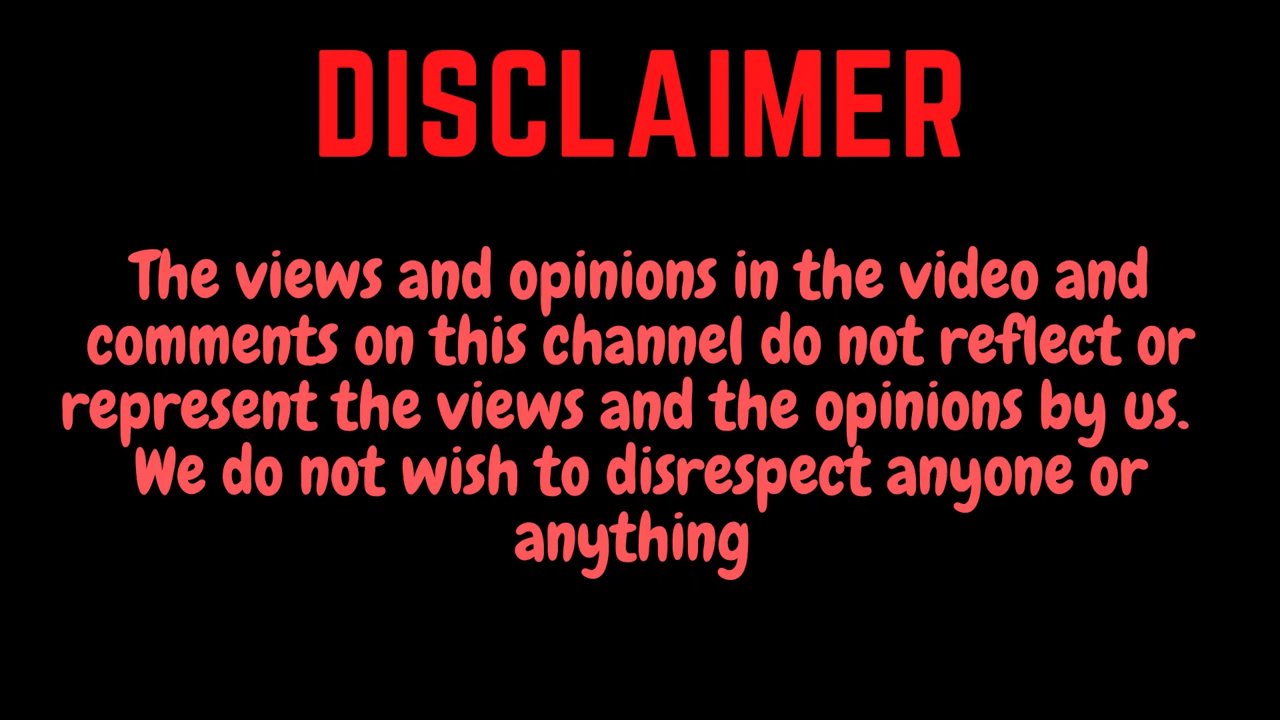 DISCLAIMER
The views and opinions in the video and
comments on this channel do not reflect or
represent the views and the opinions by us.
We do not wish to disrespect anyone or
anything